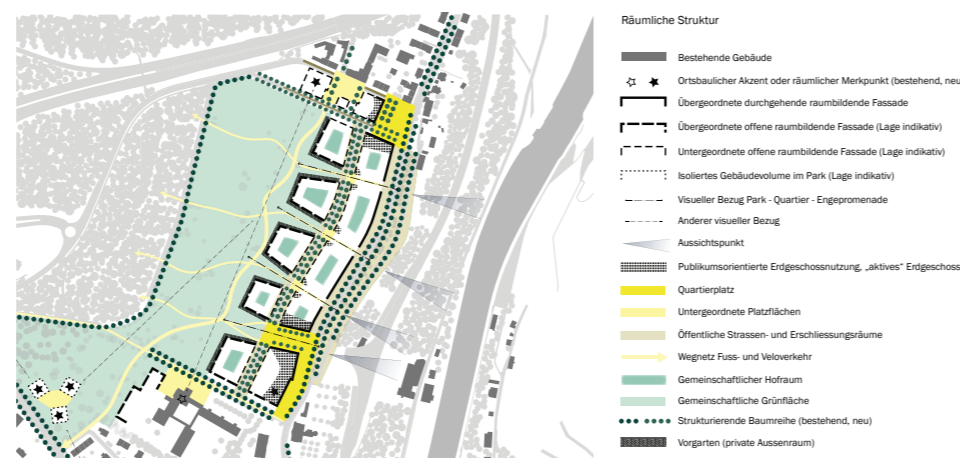 Räumliche Struktur
Bestehende Gebäude
Ortsbaulicher Akzent oder räumlicher Merkpunkt (bestehend, neu
Übergeordnete durchgehende raumbildende Fassade
Übergeordnete offene raumbildende Fassade (Lage indikativ)
Untergeordnete offene raumbildende Fassade (Lage indikativ)
Isoliertes Gebäudevolume im Park (Lage indikativ)
Visueller Bezug Park - Quartier - Engepromenade
Anderer visueller Bezug
Aussichtspunkt
Publikumsorientierte Erdgeschossnutzung, „aktives“ Erdgeschoss
Quartierplatz
Untergeordnete Platzflächen
Öffentliche Strassen- und Erschliessungsräume
Wegnetz Fuss- und Veloverkehr
Gemeinschaftlicher Hofraum
Gemeinschaftliche Grünfläche
Strukturierende Baumreihe (bestehend, neu)
Vorgarten (private Aussenraum)